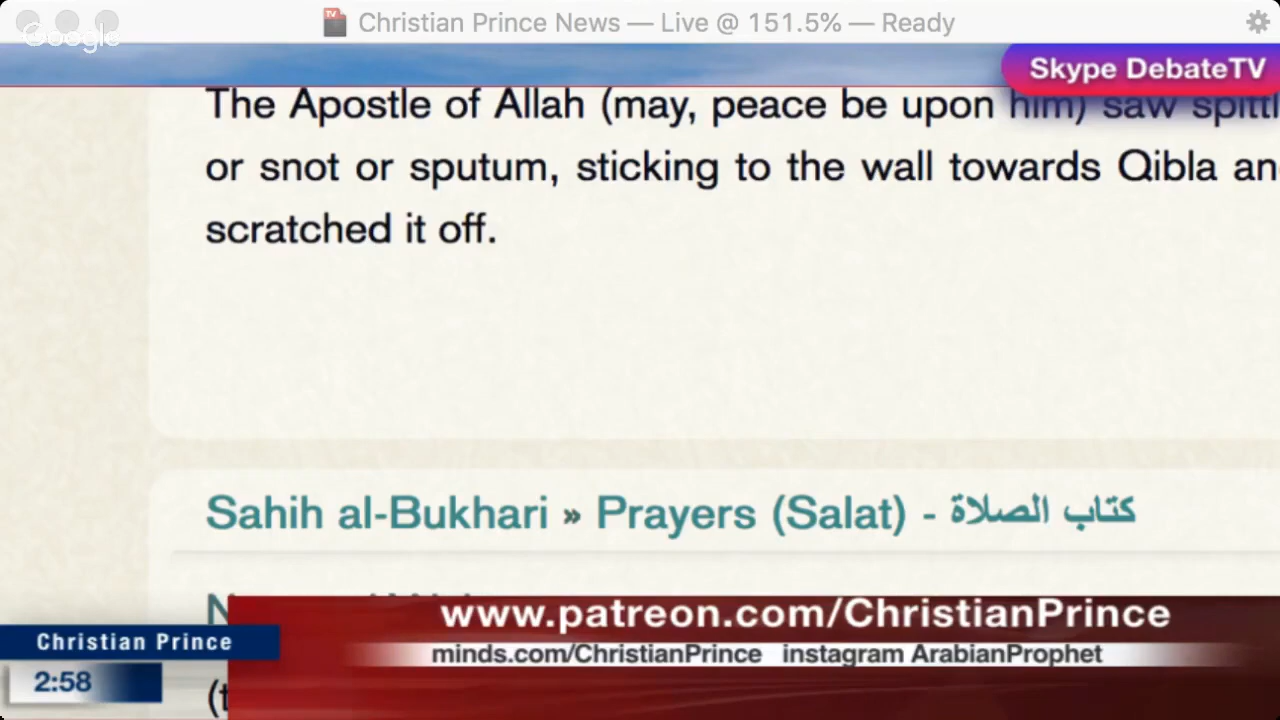 Google
Christian Prince News — Live @ 151.5% — Ready
Skype DebateTV
The Apostle of Allah (may, peace be upon him) saw
or snot or sputum, sticking to the wall towards Qibla
scratched it off.
Sahih al-Bukhari » Prayers (Salat) - كتاب الصلاة
www.patreon.com/ChristianPrince
Christian Prince
minds.com/ChristianPrince instagram ArabianProphet
2:58